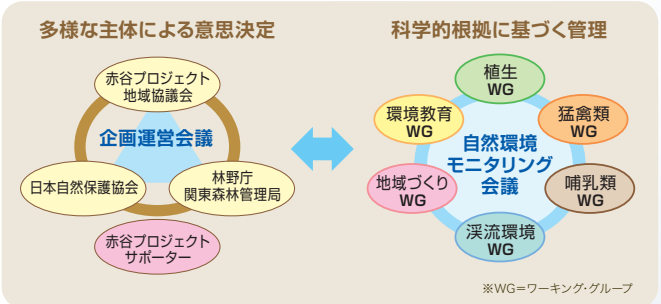 多様な主体による意思決定
赤谷プロジェクト
地域協議会
企画運営会議
日本自然保護協会
林野庁
関東森林管理局
赤谷プロジェクト
サポーター
科学的根拠に基づく管理
植生
WG
環境教育
WG
猛禽類
WG
自然環境
モニタリング
会議
地域づくり
WG
哺乳類
WG
渓流環境
WG
※WG=ワーキング・グループ